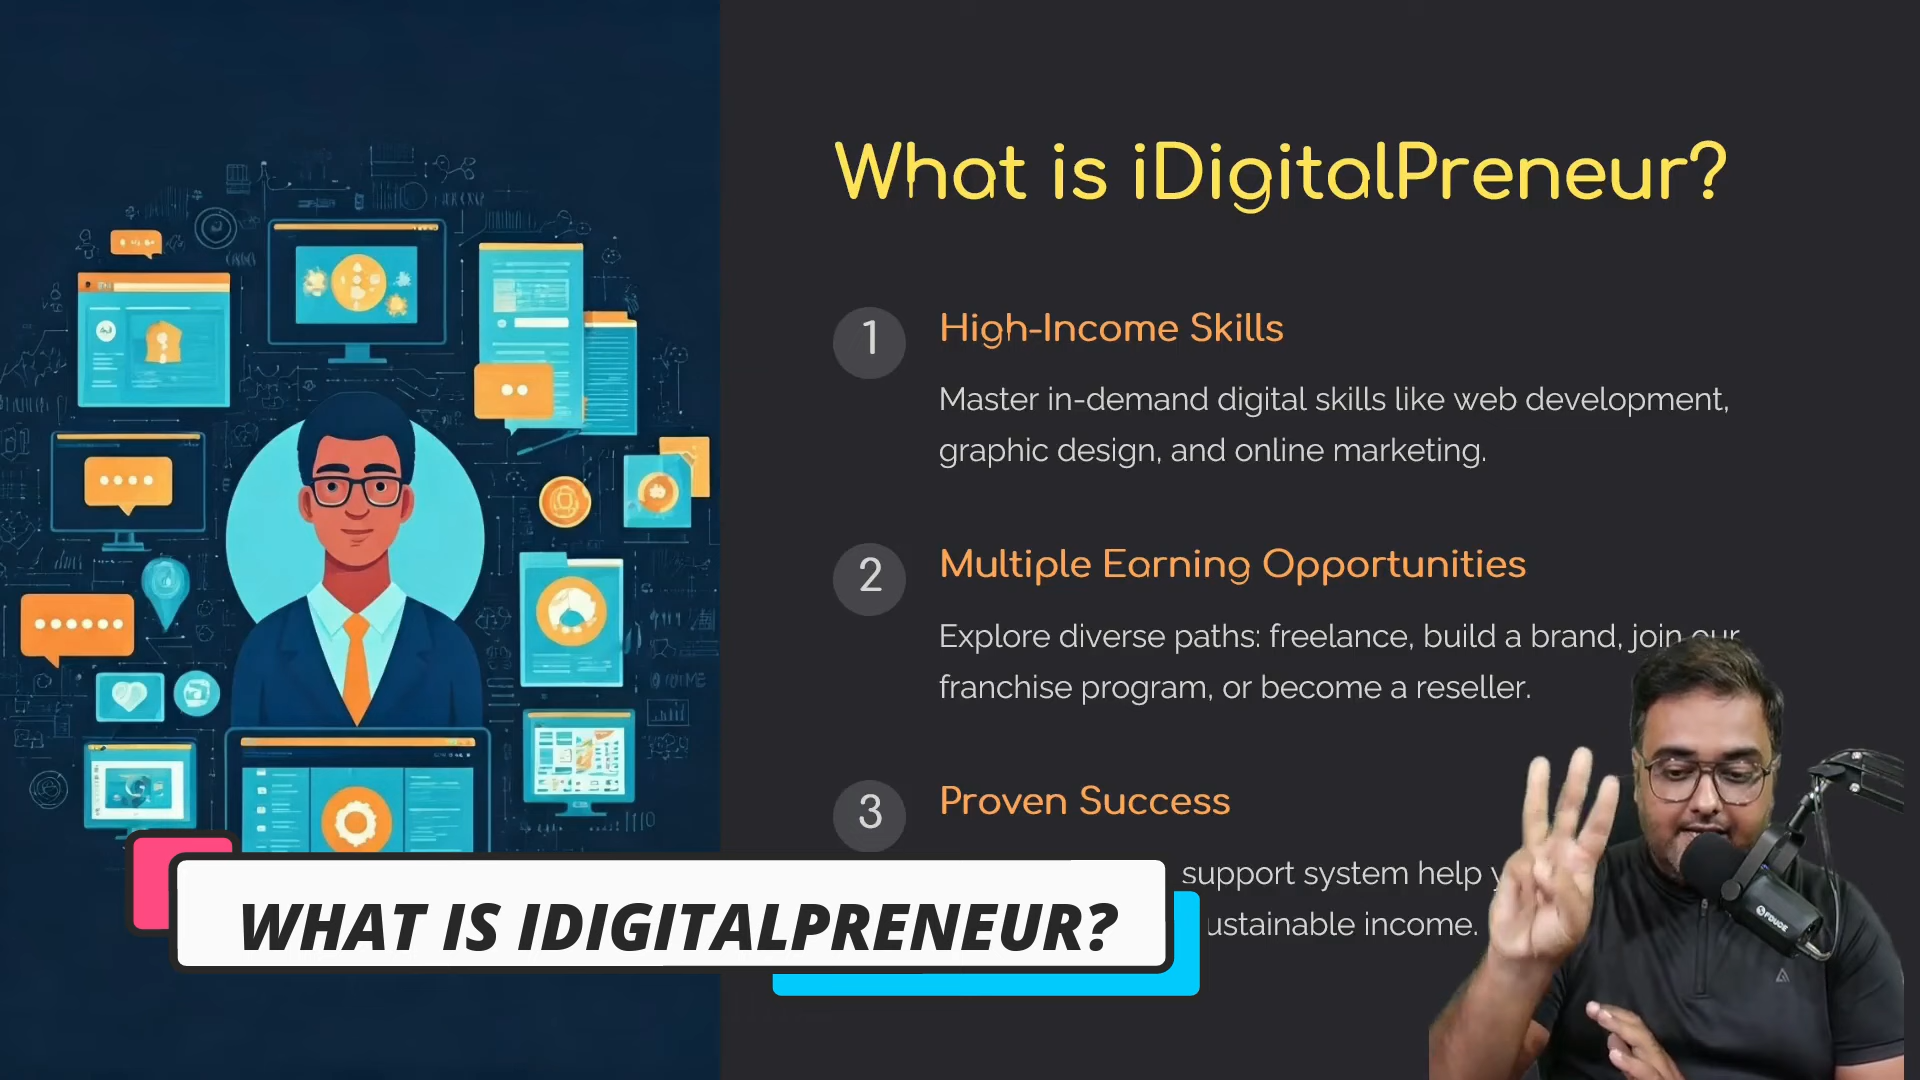 What is iDigitalPreneur?
1
High-Income Skills
Master in-demand digital skills like web development,
graphic design, and online marketing.
2
Multiple Earning Opportunities
Explore diverse paths: freelance, build a brand, join our
franchise program, or become a reseller.
3
Proven Success
support system help
ustainable income.
WHAT IS IDIGITALPRENEUR?
FDUCE